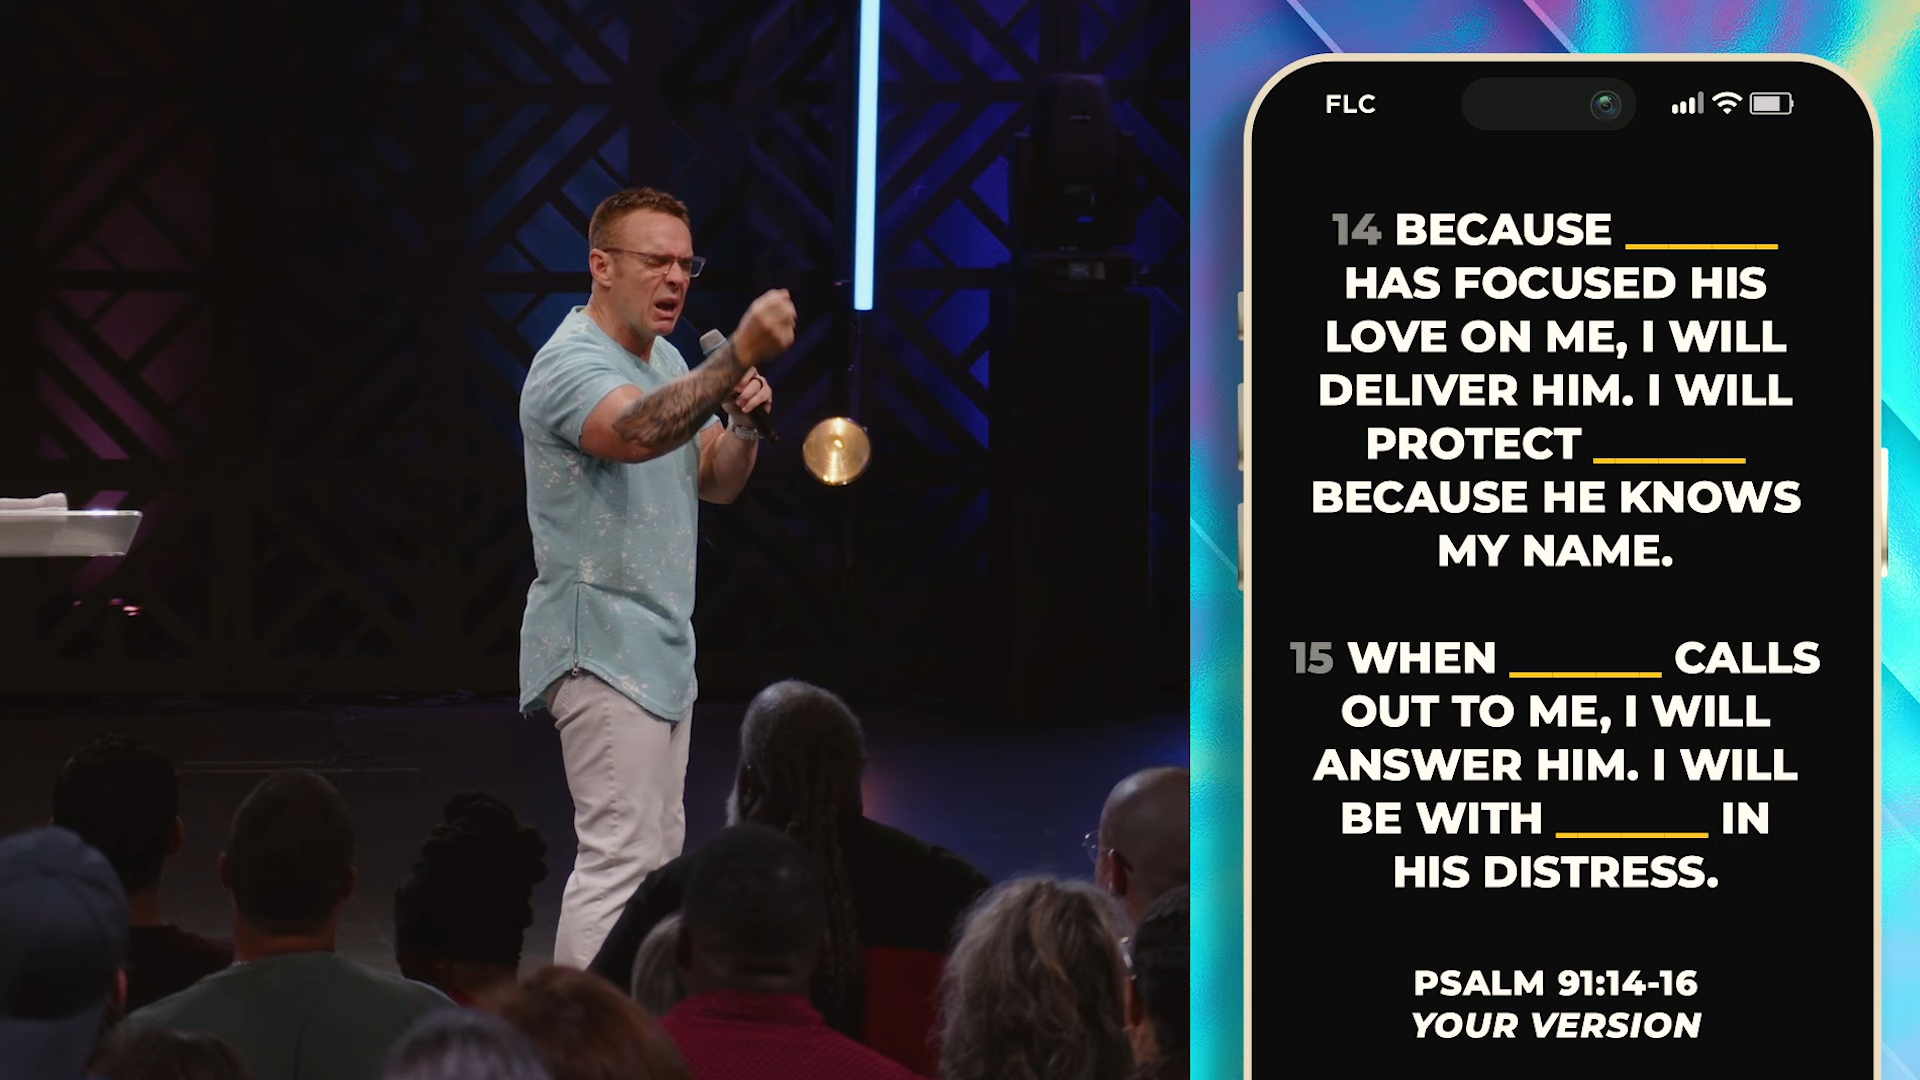 FLC
14 BECAUSE ______
HAS FOCUSED HIS
LOVE ON ME, I WILL
DELIVER HIM. I WILL
PROTECT ______
BECAUSE HE KNOWS
MY NAME.
15 WHEN ______ CALLS
OUT TO ME, I WILL
ANSWER HIM. I WILL
BE WITH ______ IN
HIS DISTRESS.
PSALM 91:14-16
YOUR VERSION